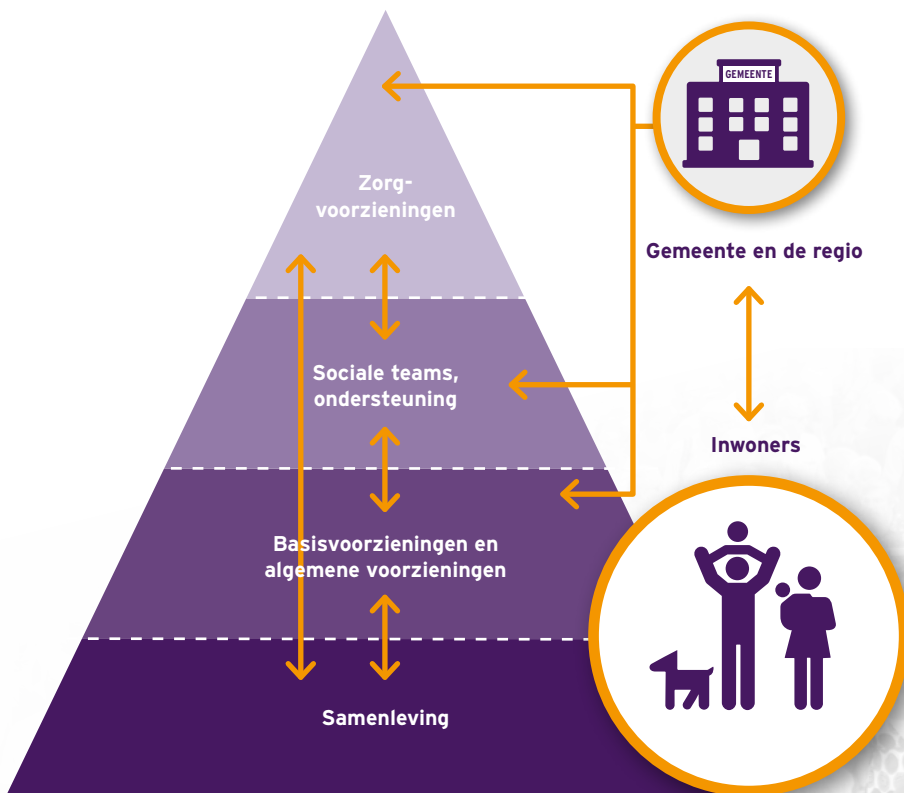 GEMEENTE
Zorg-
voorzieningen
Gemeente en de regio
Sociale teams,
ondersteuning
Inwoners
Basisvoorzieningen en
algemene voorzieningen
Samenleving